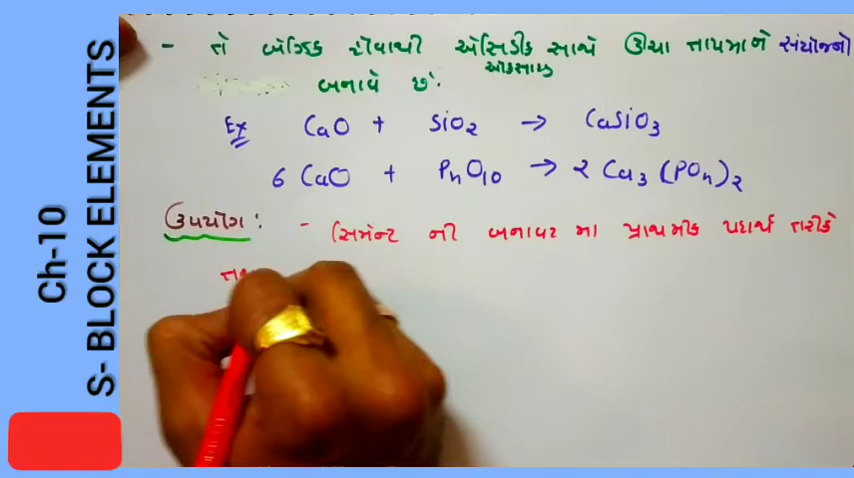 Ch-10
S- BLOCK ELEMENTS
- તે બેઝિક હોવાથી એસિડીક ઓક્સાઇડ સાથે ઊંચા તાપમાને સંયોજનો
બનાવે છે.
Ex CaO + SiO2 → CaSiO3
6 CaO + P4O10 → 2 Ca3 (PO4)2
ઉપયોગ : - સિમેન્ટ ની બનાવટ મા પ્રાથમીક પદાર્થ તરીકે